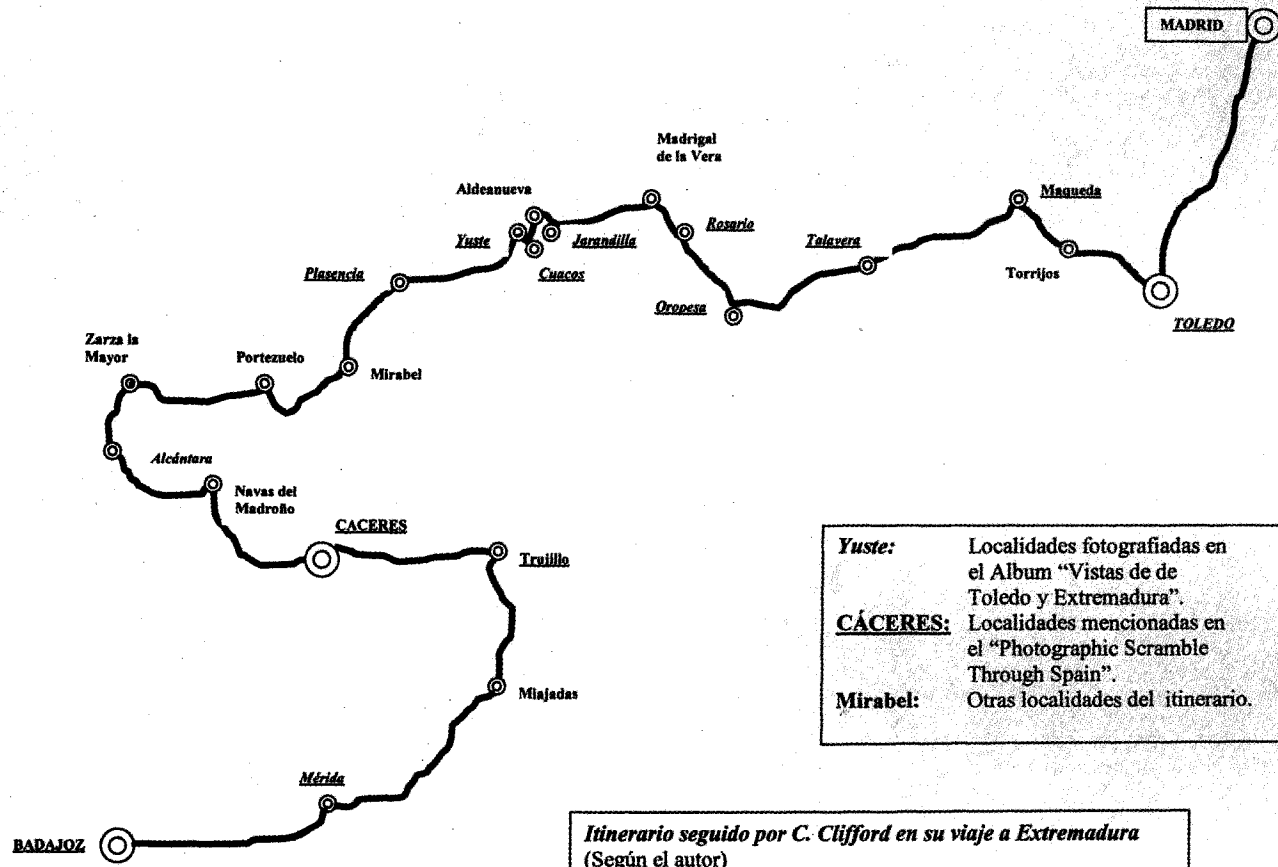 MADRID
Madrigal
de la Vera
Aldeanueva
Maqueda
Yuste
Jarandilla
Rosario
Talavera
Plasencia
Cuacos
Torrijos
Oropesa
TOLEDO
Zarza la
Mayor
Portezuelo
Mirabel
Alcántara
Navas del
Madroño
CACERES
Trujillo
Miajadas
Mérida
BADAJOZ
Yuste: Localidades fotografiadas en
el Album “Vistas de de
Toledo y Extremadura”.
CÁCERES: Localidades mencionadas en
el “Photographic Scramble
Through Spain”.
Mirabel: Otras localidades del itinerario.
Itinerario seguido por C. Clifford en su viaje a Extremadura
(Según el autor)